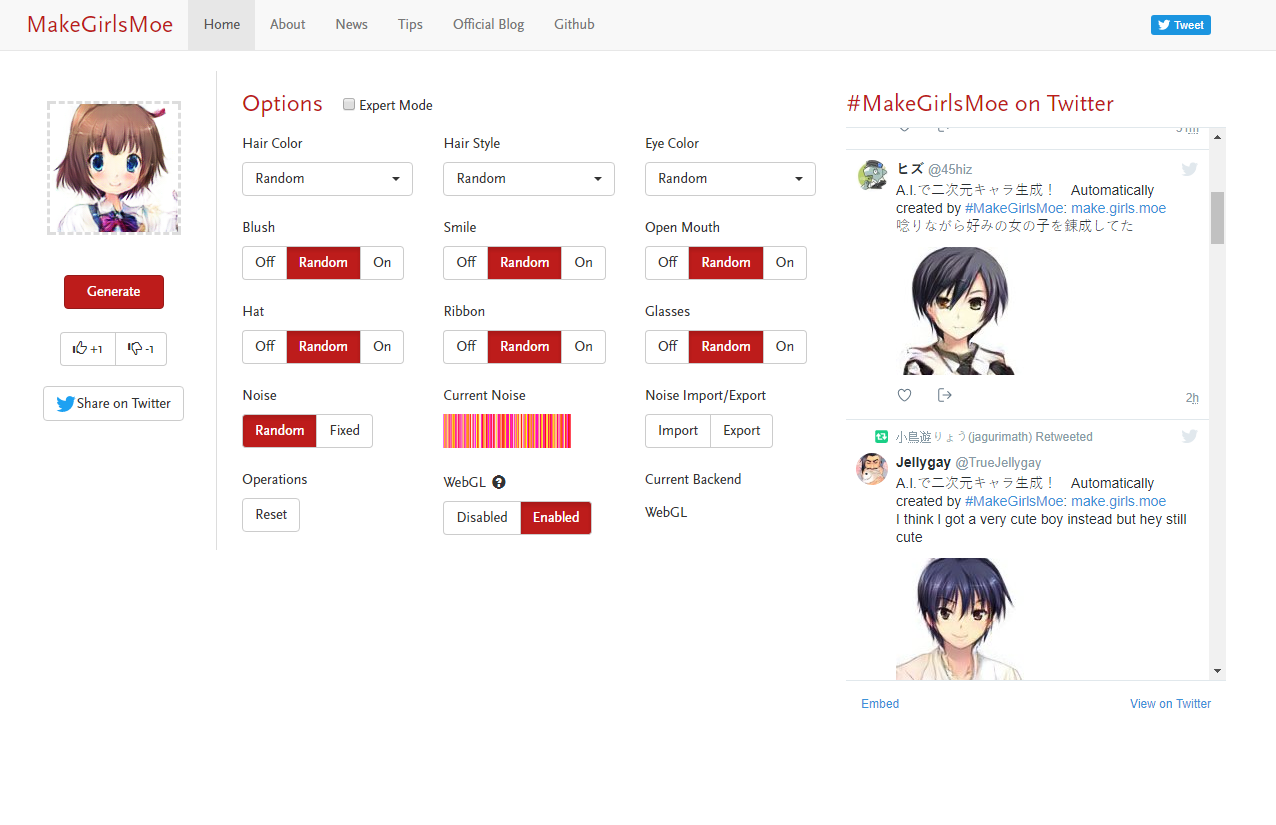 MakeGirlsMoe
Home
About
News
Tips
Official Blog
Github
Tweet
Generate
+1
-1
Share on Twitter
Options
Expert Mode
Hair Color
Hair Style
Eye Color
Random
Random
Random
Blush
Smile
Open Mouth
Off Random On
Off Random On
Off Random On
Hat
Ribbon
Glasses
Off Random On
Off Random On
Off Random On
Noise
Current Noise
Noise Import/Export
Random Fixed
Import Export
Operations
WebGL
Current Backend
Reset
Disabled Enabled
WebGL
#MakeGirlsMoe on Twitter
ヒズ @45hiz
A.I.で二次元キャラ生成！ Automatically
created by #MakeGirlsMoe: make.girls.moe
唸りながら好みの女の子を錬成してた
2h
小鳥遊りょう(jagurimath) Retweeted
Jellygay @TrueJellygay
A.I.で二次元キャラ生成！ Automatically
created by #MakeGirlsMoe: make.girls.moe
I think I got a very cute boy instead but hey still
cute
Embed
View on Twitter